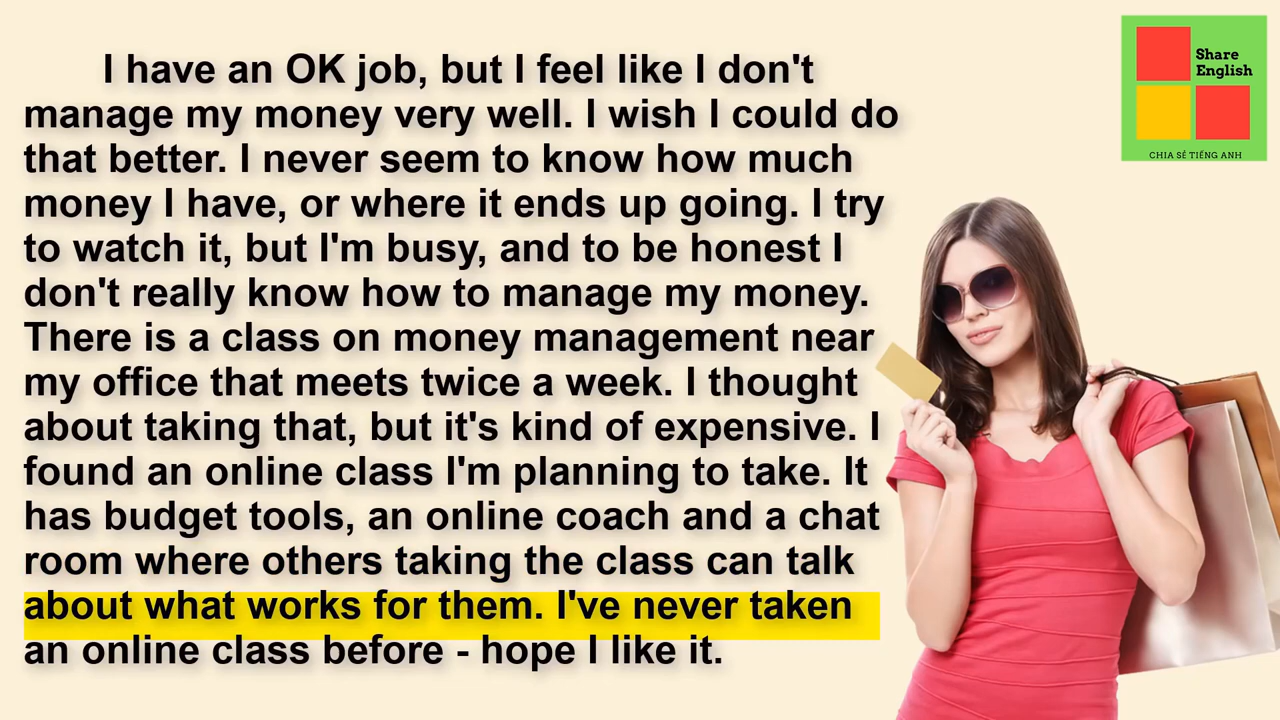 I have an OK job, but I feel like I don't
manage my money very well. I wish I could do
that better. I never seem to know how much
money I have, or where it ends up going. I try
to watch it, but I'm busy, and to be honest I
don't really know how to manage my money.
There is a class on money management near
my office that meets twice a week. I thought
about taking that, but it's kind of expensive. I
found an online class I'm planning to take. It
has budget tools, an online coach and a chat
room where others taking the class can talk
about what works for them. I've never taken
an online class before - hope I like it.
Share
English
CHIA SẺ TIẾNG ANH